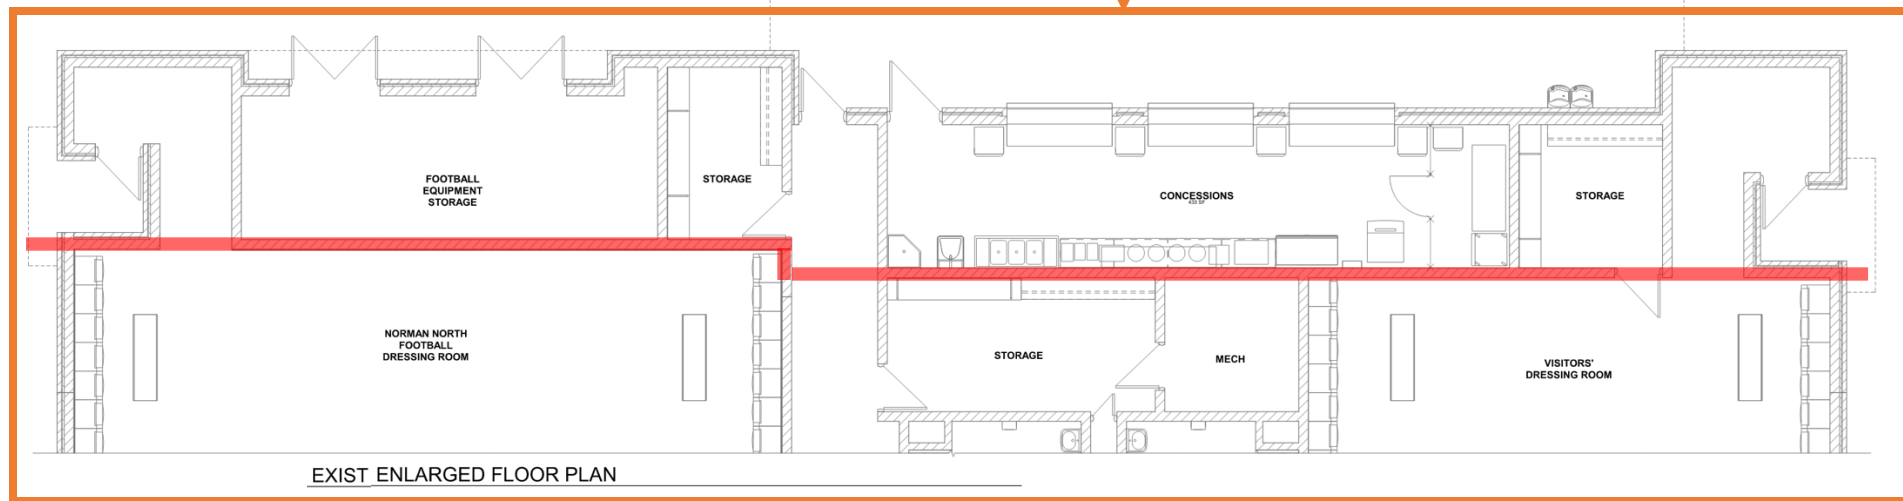 FOOTBALL
EQUIPMENT
STORAGE
STORAGE
CONCESSIONS
STORAGE
NORMAN NORTH
FOOTBALL
DRESSING ROOM
STORAGE
MECH
VISITORS'
DRESSING ROOM
EXIST ENLARGED FLOOR PLAN